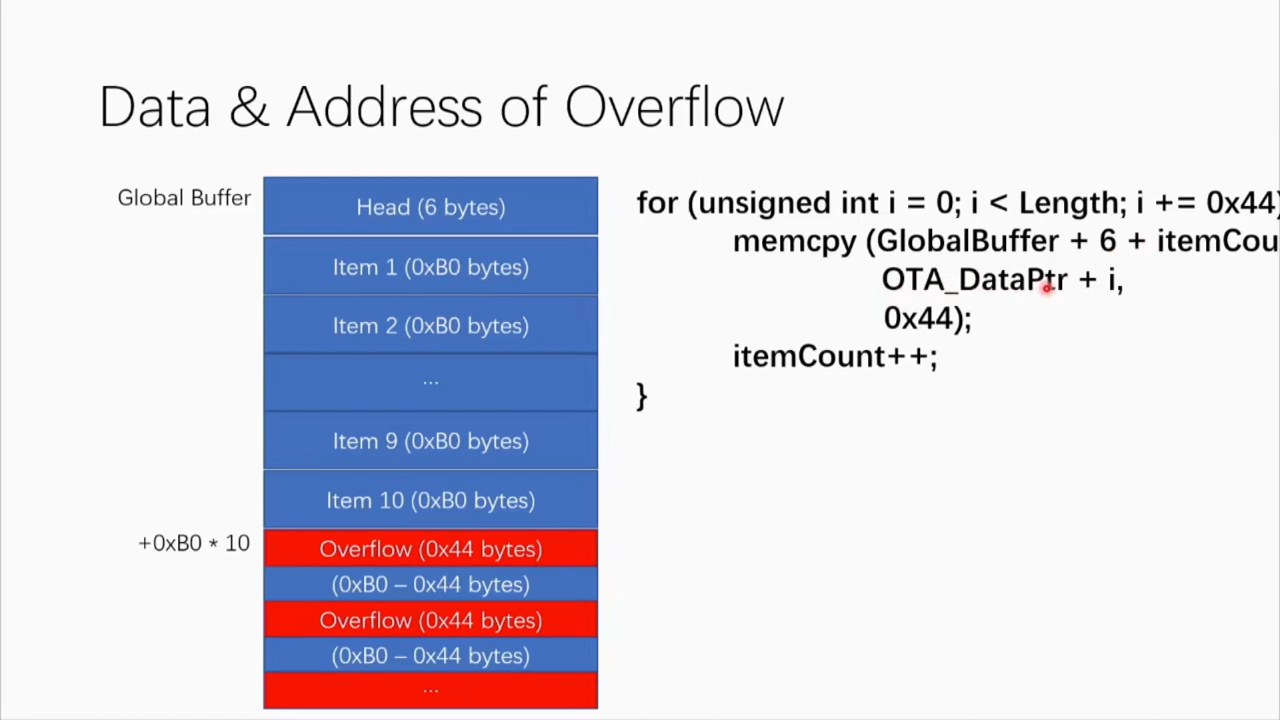 Data & Address of Overflow
Global Buffer
Head (6 bytes)
Item 1 (0xB0 bytes)
Item 2 (0xB0 bytes)
...
Item 9 (0xB0 bytes)
Item 10 (0xB0 bytes)
+0xB0 * 10
Overflow (0x44 bytes)
(0xB0 – 0x44 bytes)
Overflow (0x44 bytes)
(0xB0 – 0x44 bytes)
...
for (unsigned int i = 0; i < Length; i += 0x44)
memcpy (GlobalBuffer + 6 + itemCou
OTA_DataPtr + i,
0x44);
itemCount++;
}